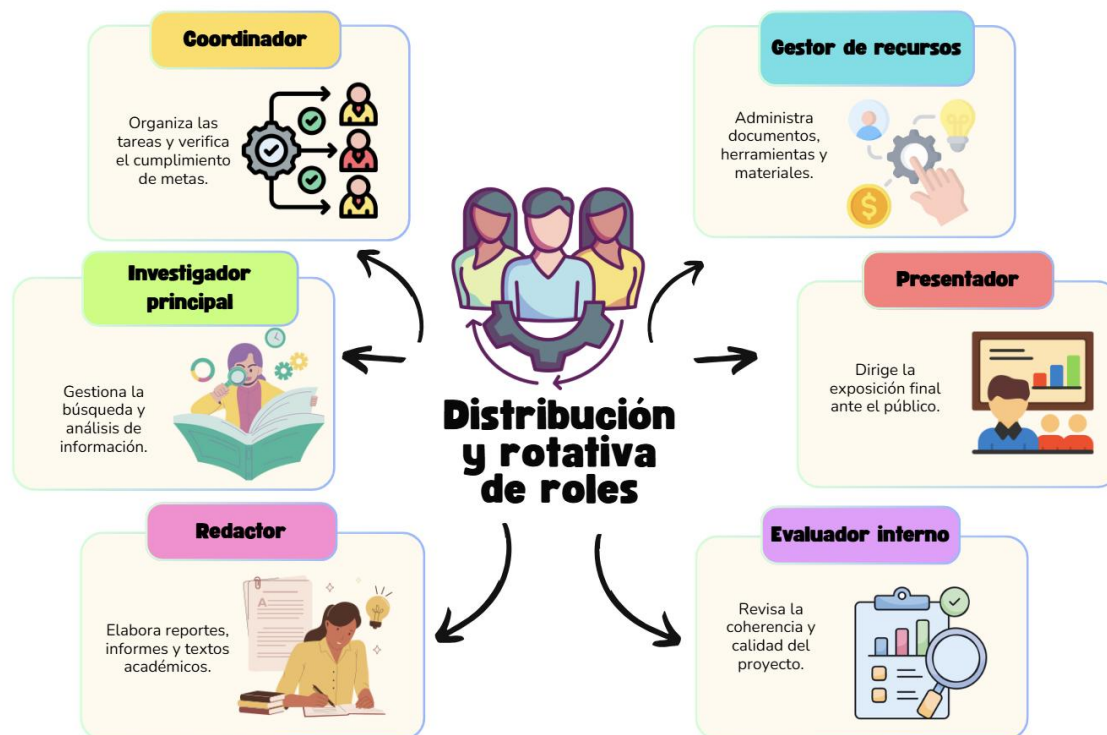 Coordinador
Organiza las
tareas y verifica
el cumplimiento
de metas.
Gestor de recursos
Administra
documentos,
herramientas y
materiales.
Investigador
principal
Gestiona la
búsqueda y
análisis de
información.
Distribución
y rotativa
de roles
Presentador
Dirige la
exposición final
ante el público.
Redactor
Elabora reportes,
informes y textos
académicos.
A
Evaluador interno
Revisa la
coherencia y
calidad del
proyecto.
$